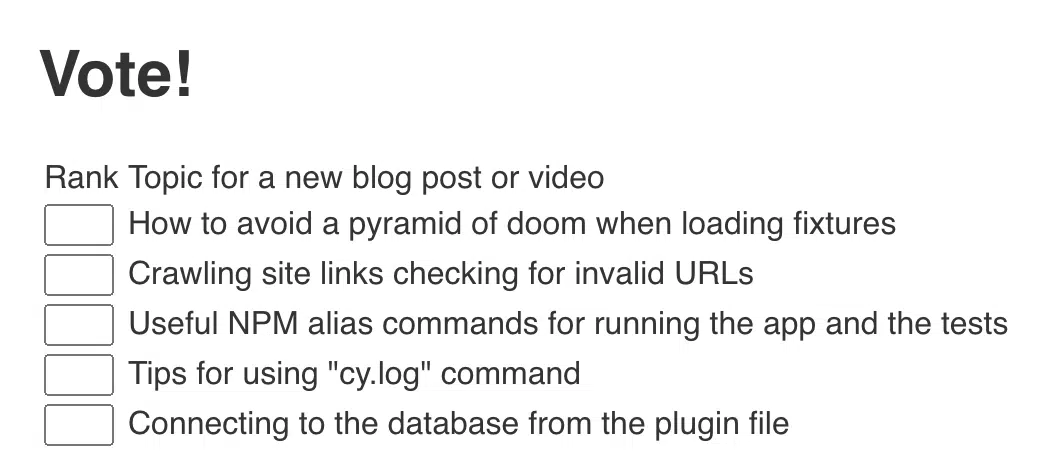 Vote!
Rank Topic for a new blog post or video
How to avoid a pyramid of doom when loading fixtures
Crawling site links checking for invalid URLs
Useful NPM alias commands for running the app and the tests
Tips for using "cy.log" command
Connecting to the database from the plugin file